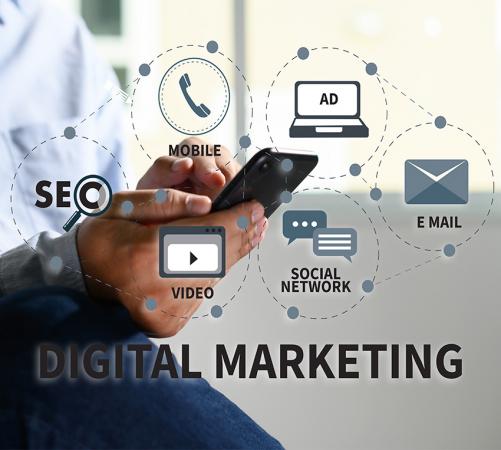 AD
MOBILE
SEO
E MAIL
VIDEO
SOCIAL
NETWORK
DIGITAL MARKETING